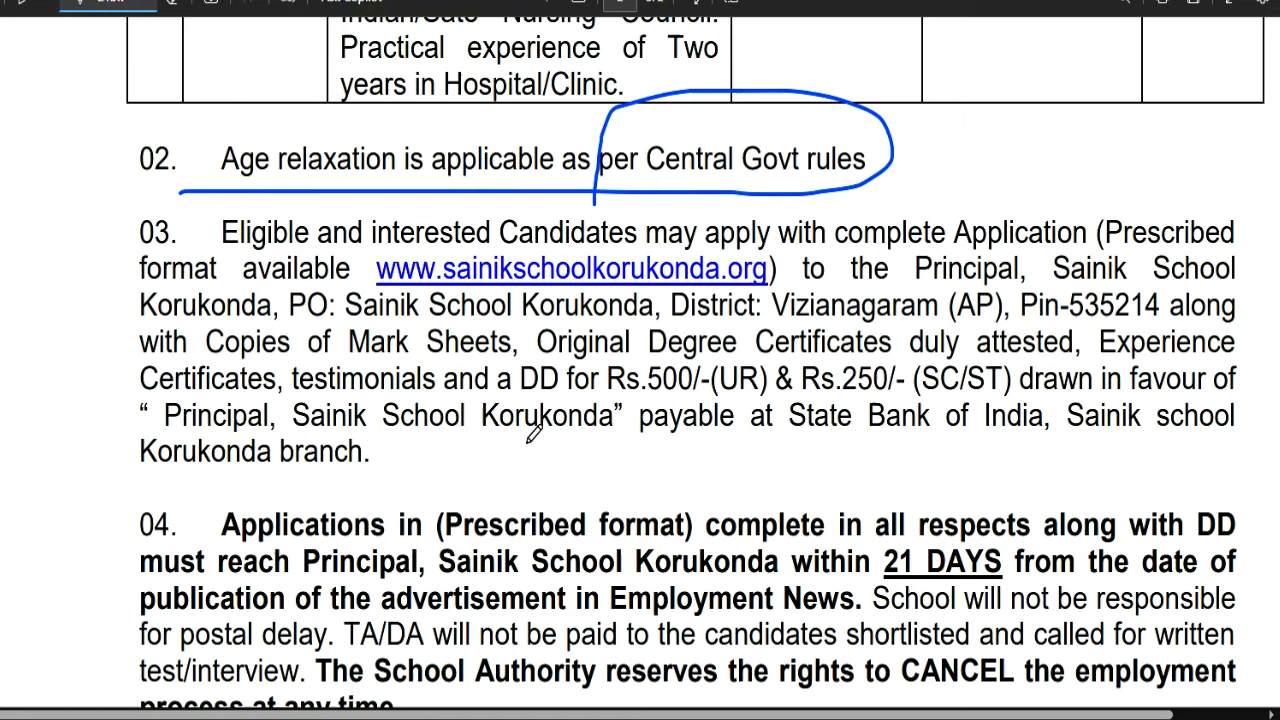 Indian/Sate Nursing Council.
Practical experience of Two
years in Hospital/Clinic.
02. Age relaxation is applicable as per Central Govt rules
03. Eligible and interested Candidates may apply with complete Application (Prescribed
format available www.sainikschoolkorukonda.org) to the Principal, Sainik School
Korukonda, PO: Sainik School Korukonda, District: Vizianagaram (AP), Pin-535214 along
with Copies of Mark Sheets, Original Degree Certificates duly attested, Experience
Certificates, testimonials and a DD for Rs.500/-(UR) & Rs.250/- (SC/ST) drawn in favour of
“ Principal, Sainik School Korukonda” payable at State Bank of India, Sainik school
Korukonda branch.
04. Applications in (Prescribed format) complete in all respects along with DD
must reach Principal, Sainik School Korukonda within 21 DAYS from the date of
publication of the advertisement in Employment News. School will not be responsible
for postal delay. TA/DA will not be paid to the candidates shortlisted and called for written
test/interview. The School Authority reserves the rights to CANCEL the employment
process at any time.